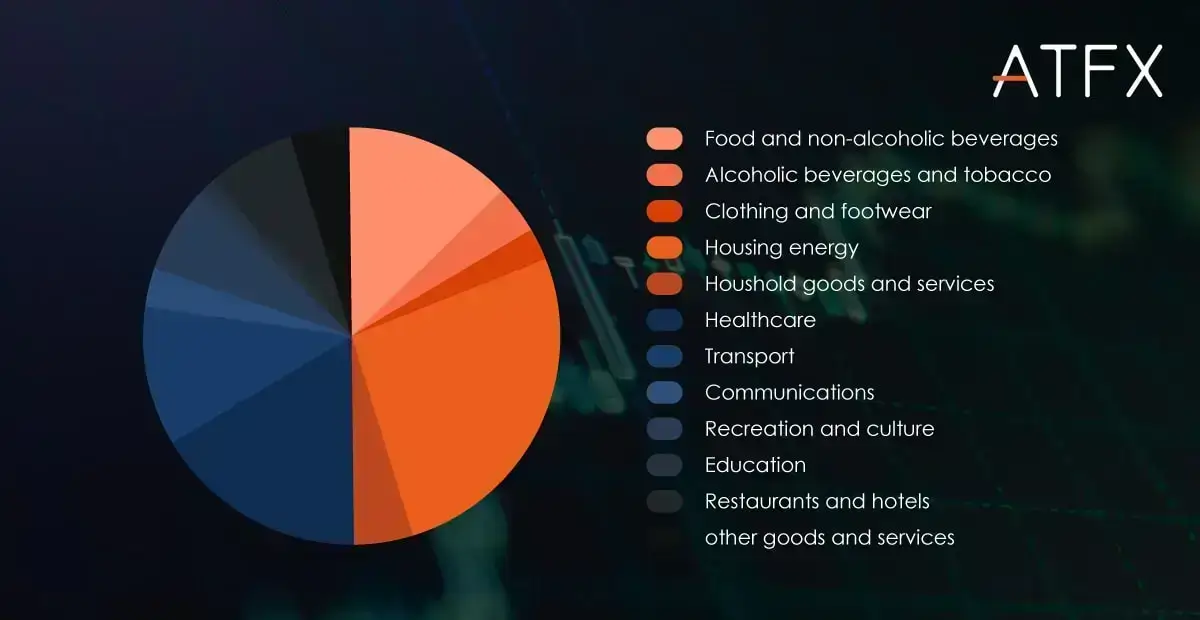 ATFX
Food and non-alcoholic beverages
Alcoholic beverages and tobacco
Clothing and footwear
Housing energy
Houshold goods and services
Healthcare
Transport
Communications
Recreation and culture
Education
Restaurants and hotels
other goods and services